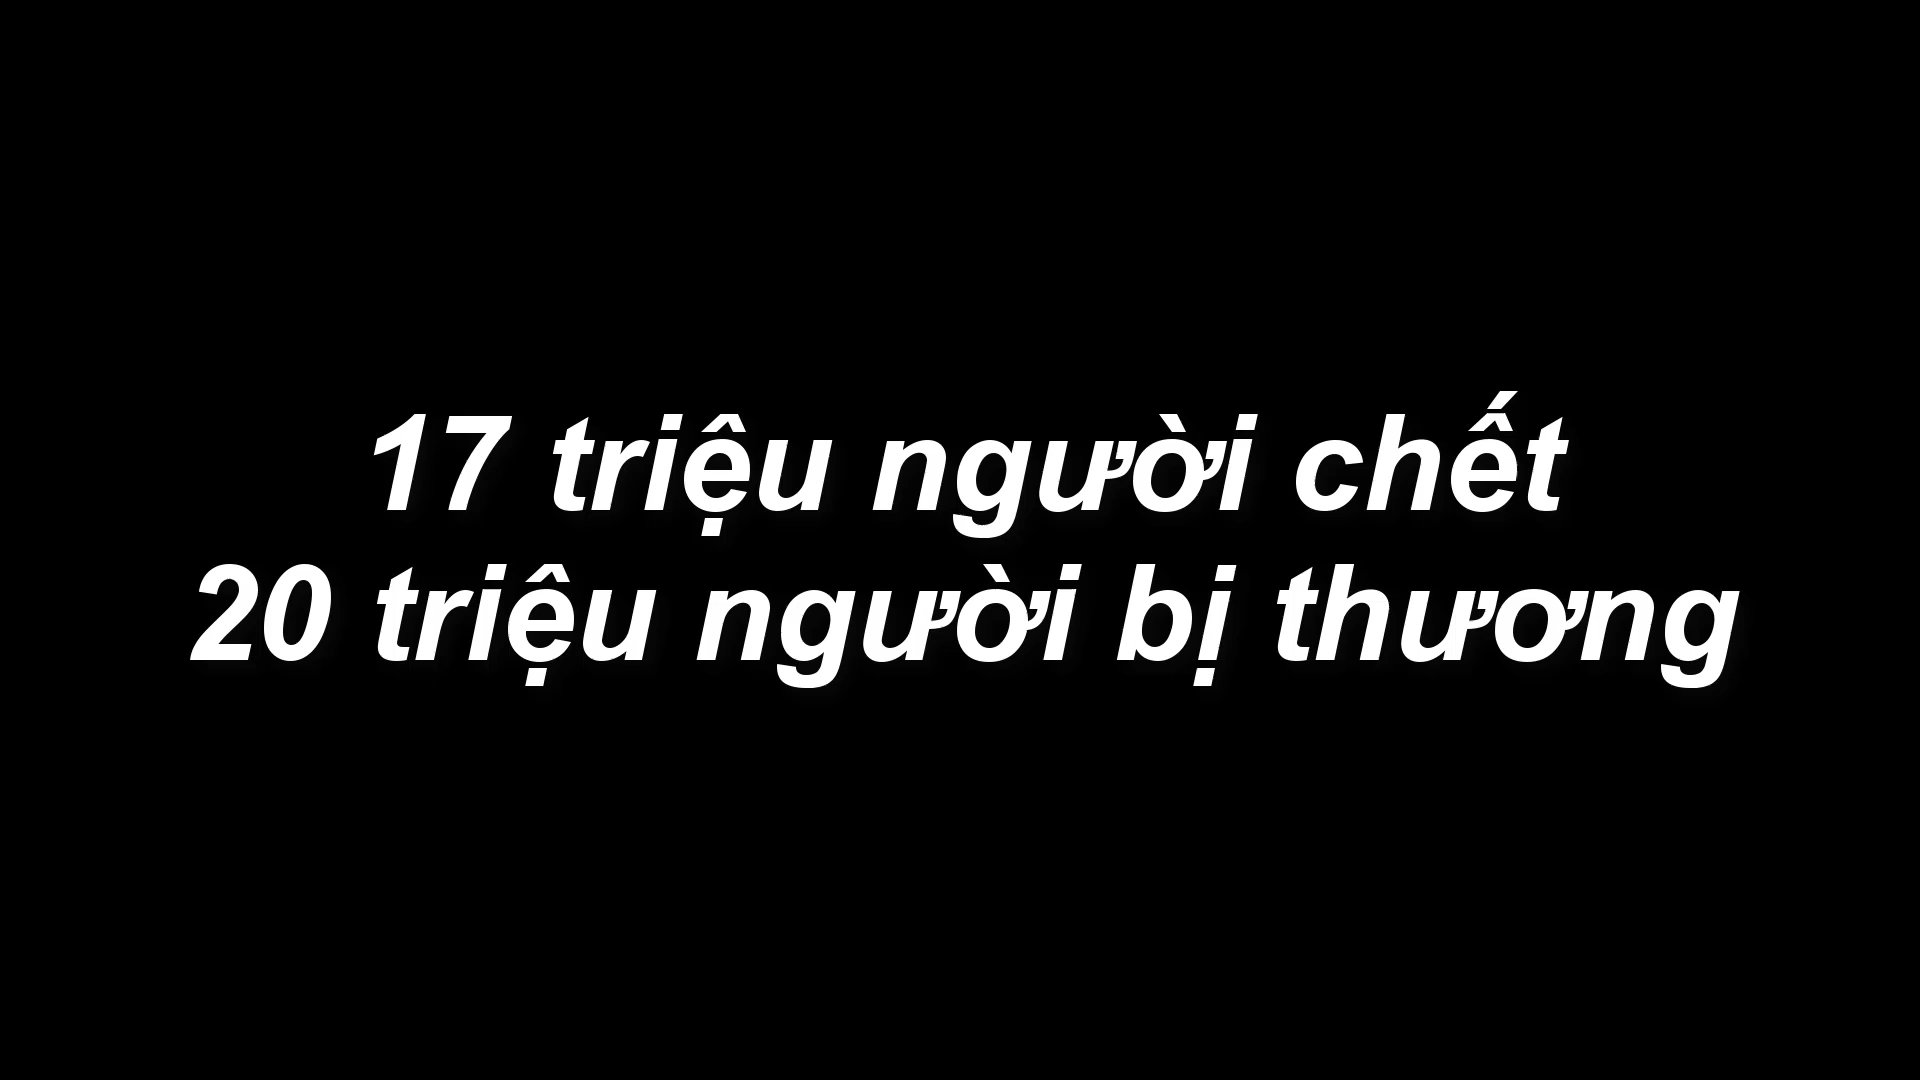 17 triệu người chết
20 triệu người bị thương